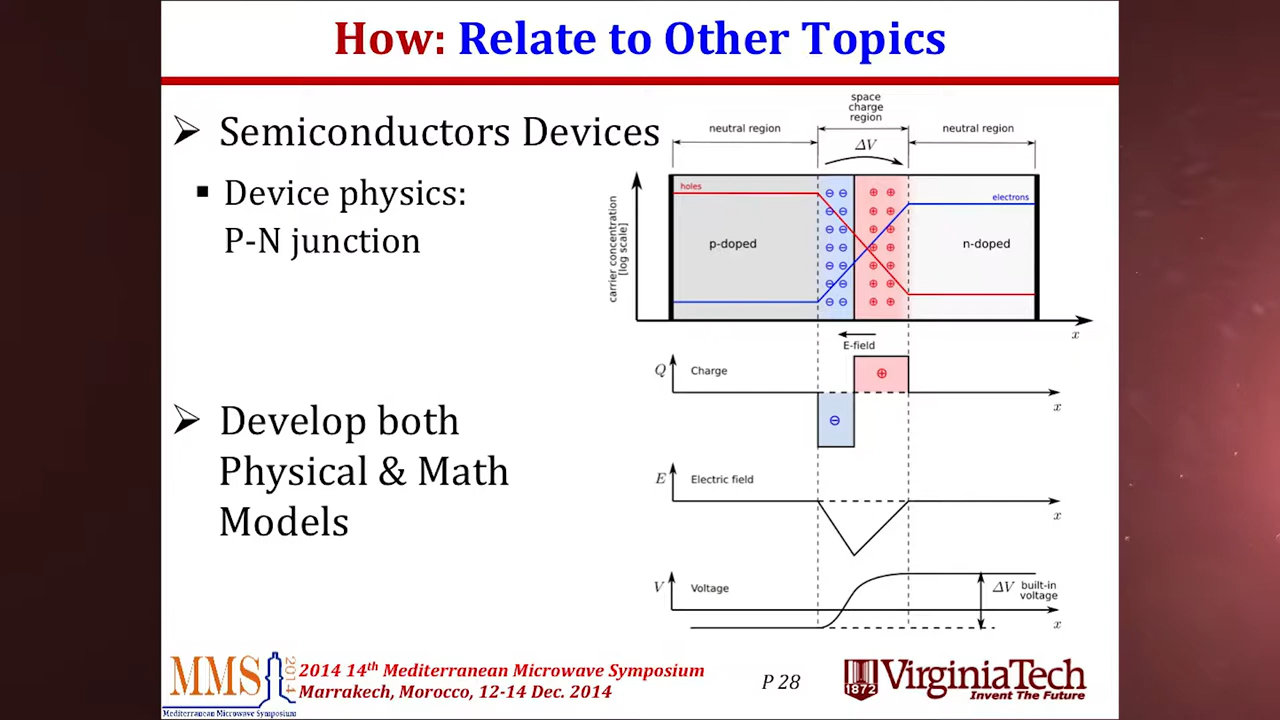 How: Relate to Other Topics
➢ Semiconductors Devices
▪ Device physics:
P-N junction
➢ Develop both
Physical & Math
Models
space
charge
region
neutral region
neutral region
ΔV
holes
electrons
p-doped
n-doped
carrier concentration
[log scale]
x
E-field
Q
Charge
x
E
Electric field
x
V
Voltage
ΔV built-in
voltage
x
MMS 2014
Mediterranean Microwave Symposium
2014 14th Mediterranean Microwave Symposium
Marrakech, Morocco, 12-14 Dec. 2014
P 28
1872
VirginiaTech
Invent the Future